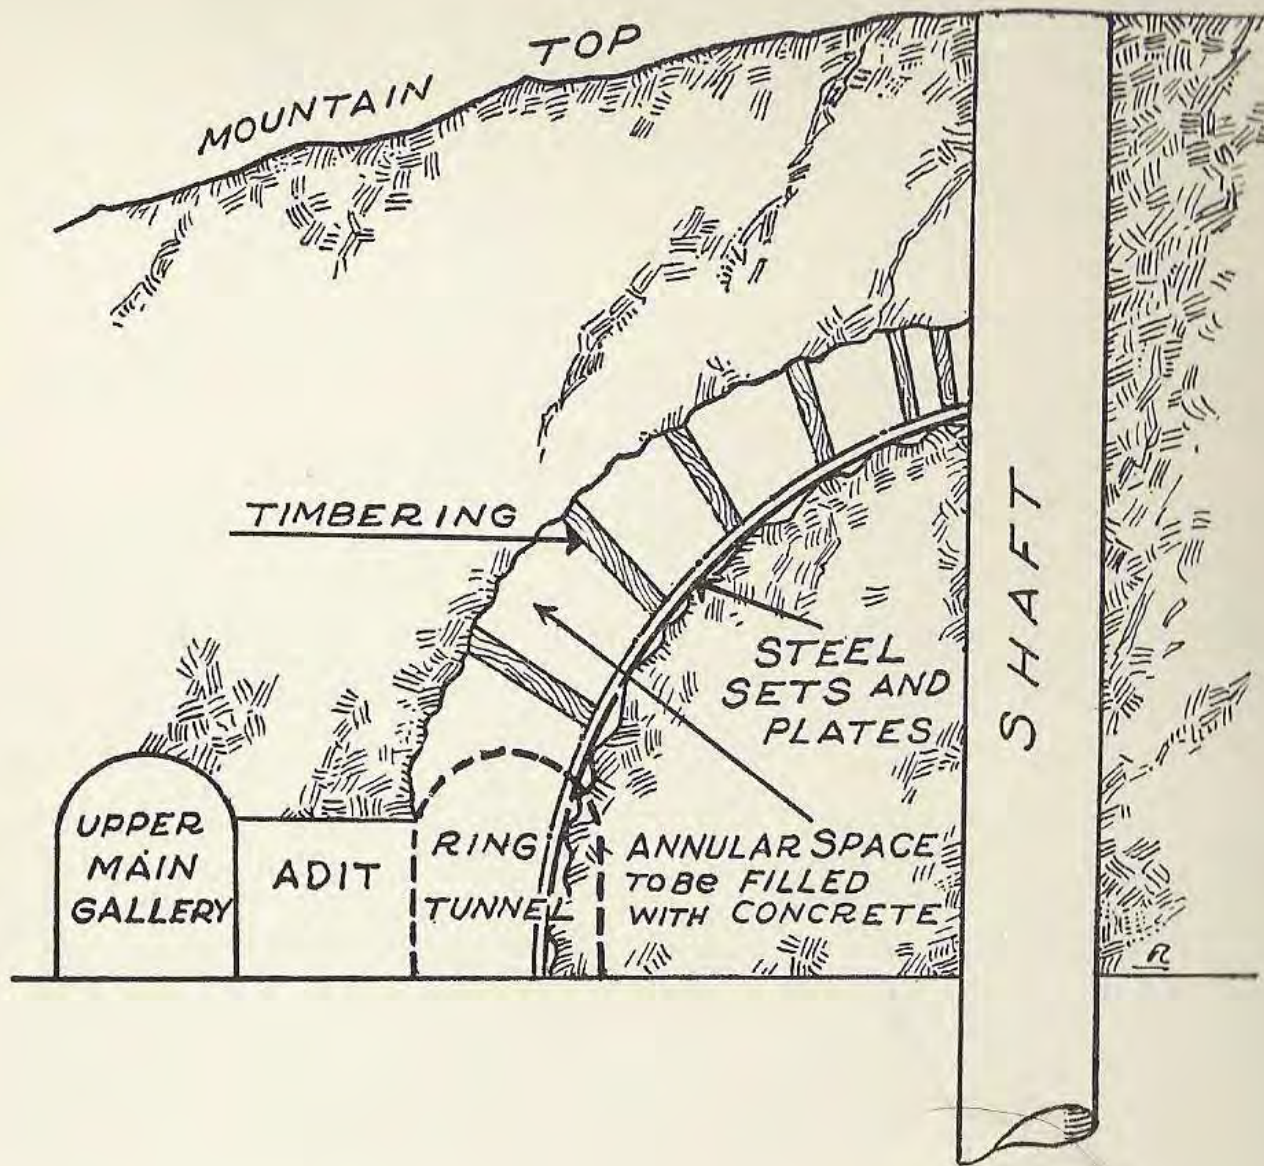 MOUNTAIN TOP
TIMBERING
SHAFT
STEEL
SETS AND
PLATES
UPPER
MAIN
GALLERY
ADIT
RING
TUNNEL
ANNULAR SPACE
TO Be FILLED
WITH CONCRETE